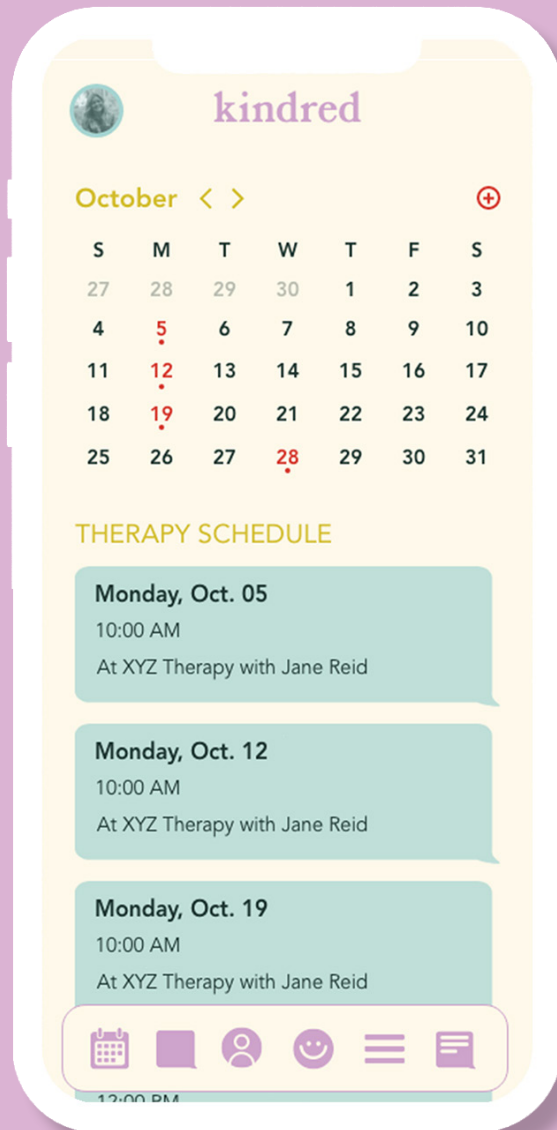 kindred
October < >
S M T W T F S
27 28 29 30 1 2 3
4 5 6 7 8 9 10
11 12 13 14 15 16 17
18 19 20 21 22 23 24
25 26 27 28 29 30 31
THERAPY SCHEDULE
Monday, Oct. 05
10:00 AM
At XYZ Therapy with Jane Reid
Monday, Oct. 12
10:00 AM
At XYZ Therapy with Jane Reid
Monday, Oct. 19
10:00 AM
At XYZ Therapy with Jane Reid
12:00 PM